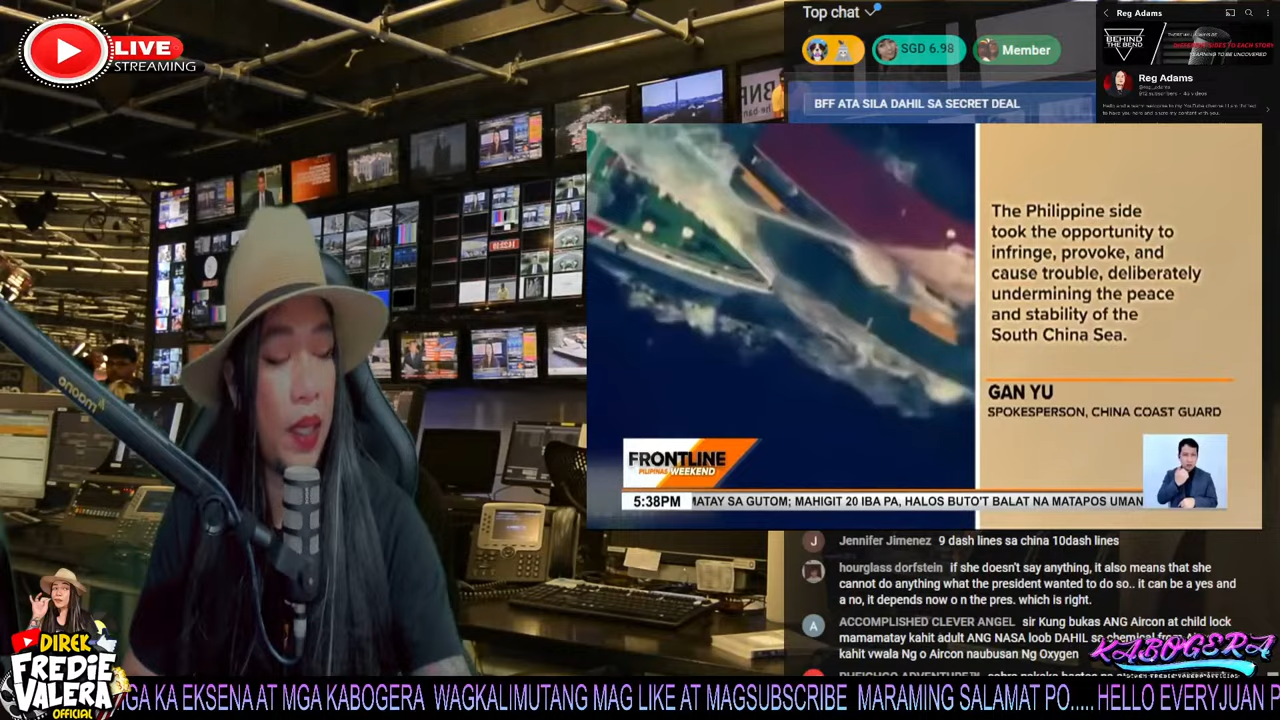 LIVE
STREAMING
Top chat
SGD 6.98
Member
BFF ATA SILA DAHIL SA SECRET DEAL
Reg Adams
BEHIND
THE BEND
Reg Adams
The Philippine side
took the opportunity to
infringe, provoke, and
cause trouble, deliberately
undermining the peace
and stability of the
South China Sea.
GAN YU
SPOKESPERSON, CHINA COAST GUARD
FRONTLINE
PILIPINAS WEEKEND
5:38PM
MATAY SA GUTOM; MAHIGIT 20 IBA PA, HALOS BUTO'T BALAT NA MATAPOS UMAN
maono
J
Jennifer Jimenez 9 dash lines sa china 10dash lines
hourglass dorfstein if she doesn't say anything, it also means that she
cannot do anything what the president wanted to do so.. it can be a yes and
a no, it depends now o n the pres. which is right.
A
ACCOMPLISHED CLEVER ANGEL sir Kung bukas ANG Aircon at child lock
mamamatay kahit adult ANG NASA loob DAHIL sa chemical
kahit vwala Ng o Aircon naubusan Ng Oxygen
KABOGERA
DIREK
FREDIE
VALERA
OFFICIAL
GA KA EKSENA AT MGA KABOGERA WAGKALIMUTANG MAG LIKE AT MAGSUBSCRIBE MARAMING SALAMAT PO..... HELLO EVERYJUAN P